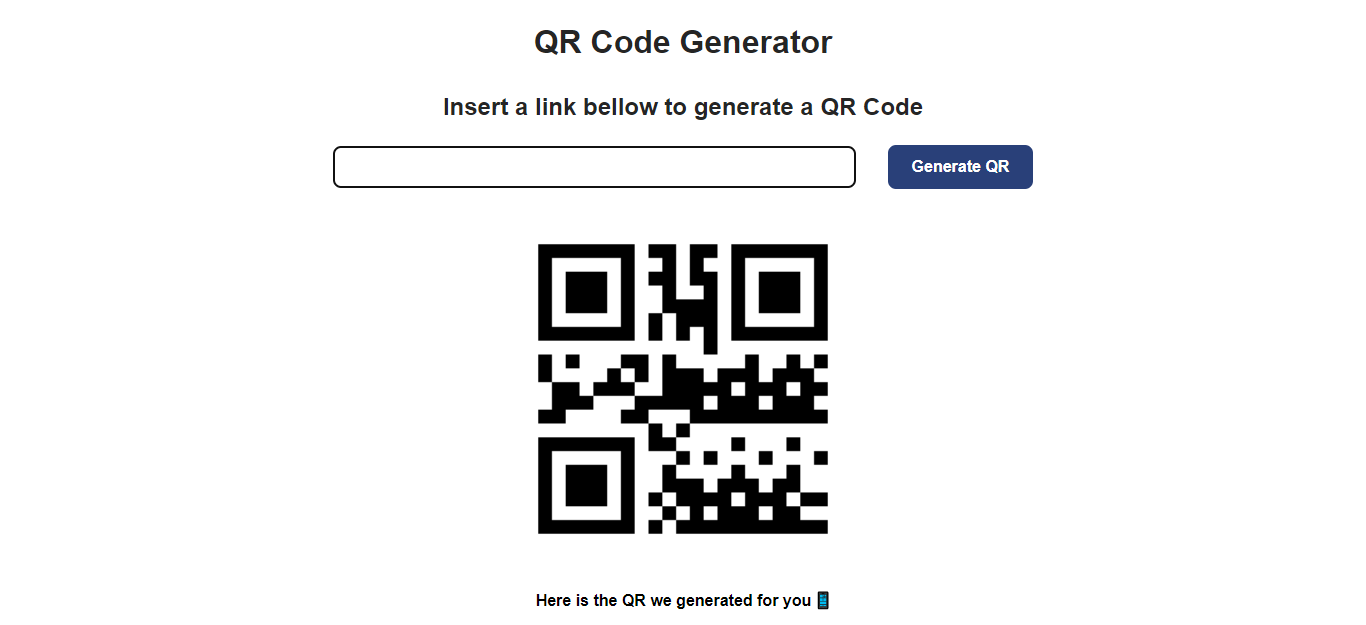 QR Code Generator
Insert a link bellow to generate a QR Code
Generate QR
Here is the QR we generated for you📱